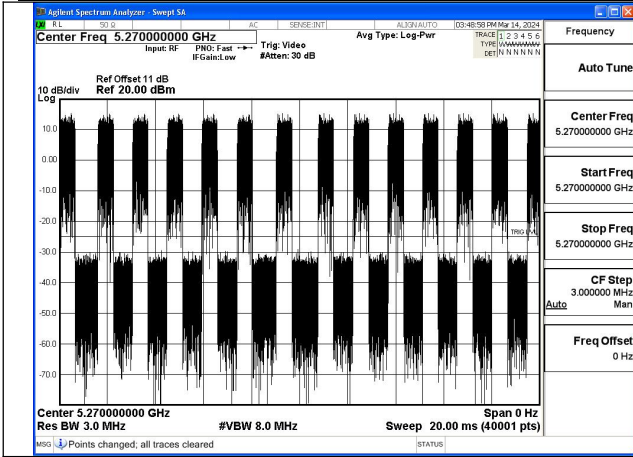 Agilent Spectrum Analyzer - Swept SA
RL 50 Ω AC SENSE:INT ALIGN AUTO 03:48:58 PM Mar 14, 2024
Center Freq 5.270000000 GHz
Input: RF PNO: Fast IFGain:Low
Trig: Video #Atten: 30 dB
Avg Type: Log-Pwr
TRACE 1 2 3 4 5 6
TYPE WWWWWW
DET N N N N N N
Ref Offset 11 dB
10 dB/div Ref 20.00 dBm
Log
10.0
0.00
-10.0
-20.0
TRIG LVL
-30.0
-40.0
-50.0
-60.0
-70.0
Center 5.270000000 GHz Span 0 Hz
Res BW 3.0 MHz #VBW 8.0 MHz Sweep 20.00 ms (40001 pts)
MSG Points changed; all traces cleared STATUS
Frequency
Auto Tune
Center Freq
5.270000000 GHz
Start Freq
5.270000000 GHz
Stop Freq
5.270000000 GHz
CF Step
3.000000 MHz
Auto Man
Freq Offset
0 Hz